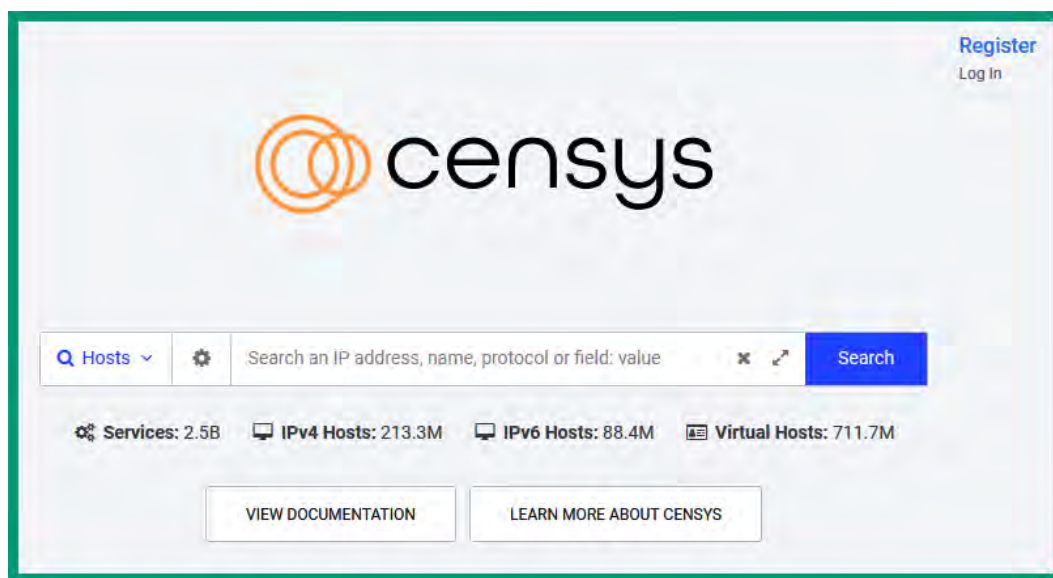 Register
Log In
censys
Hosts
Search an IP address, name, protocol or field: value
Search
Services: 2.5B IPv4 Hosts: 213.3M IPv6 Hosts: 88.4M Virtual Hosts: 711.7M
VIEW DOCUMENTATION
LEARN MORE ABOUT CENSYS